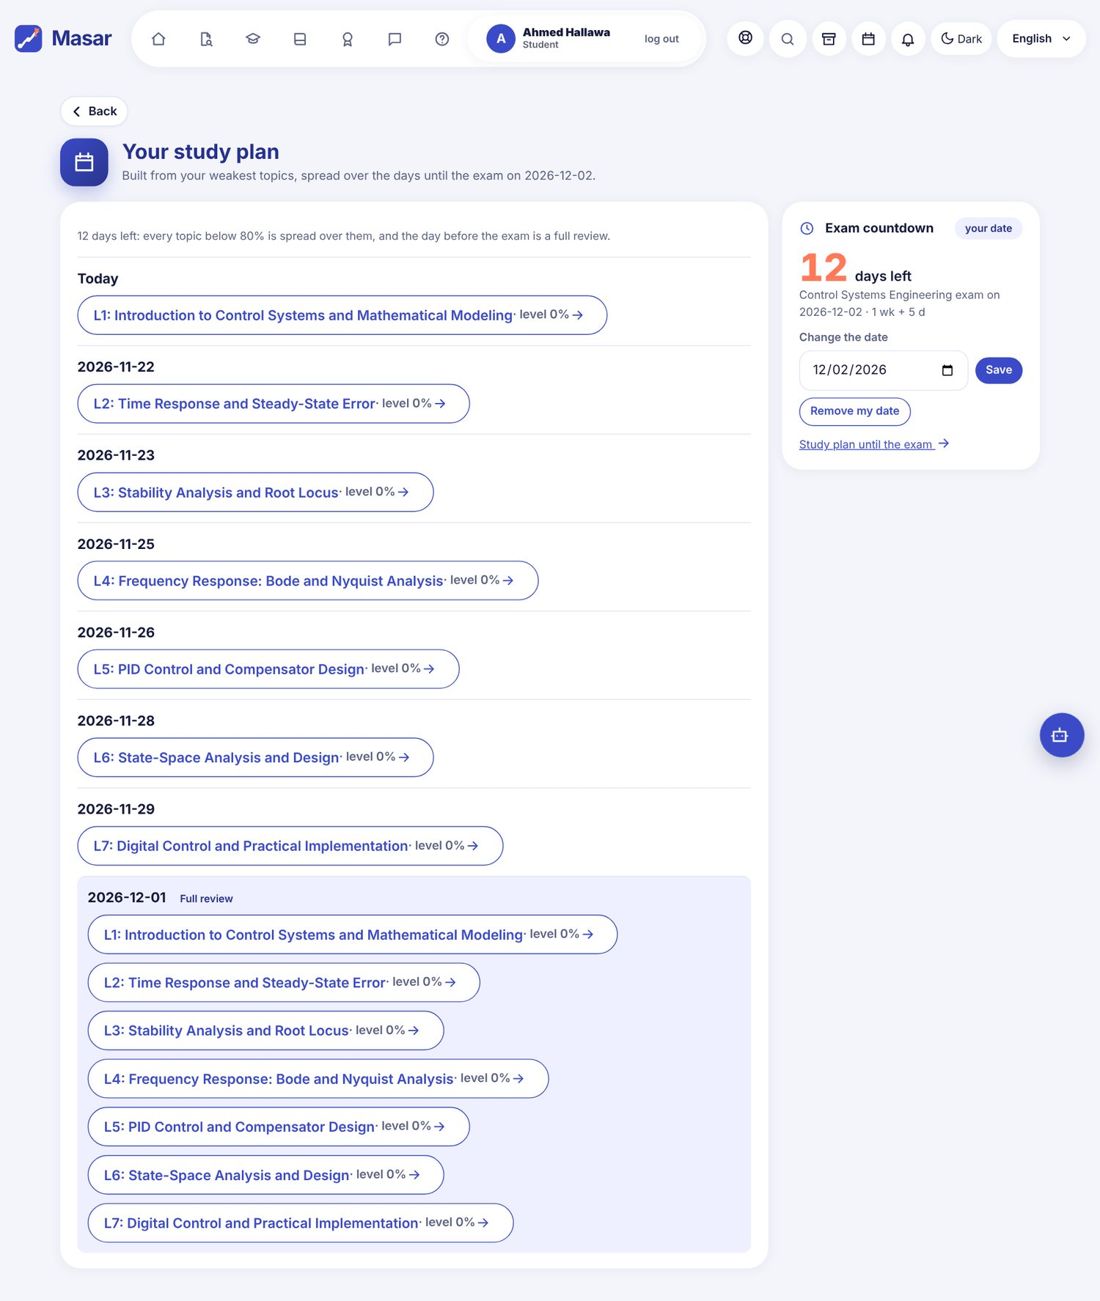 Masar
A
Ahmed Hallawa
Student
log out
Dark
English
Back
Your study plan
Built from your weakest topics, spread over the days until the exam on 2026-12-02.
12 days left: every topic below 80% is spread over them, and the day before the exam is a full review.
Today
L1: Introduction to Control Systems and Mathematical Modeling· level 0% →
2026-11-22
L2: Time Response and Steady-State Error· level 0% →
2026-11-23
L3: Stability Analysis and Root Locus· level 0% →
2026-11-25
L4: Frequency Response: Bode and Nyquist Analysis· level 0% →
2026-11-26
L5: PID Control and Compensator Design· level 0% →
2026-11-28
L6: State-Space Analysis and Design· level 0% →
2026-11-29
L7: Digital Control and Practical Implementation· level 0% →
2026-12-01 Full review
L1: Introduction to Control Systems and Mathematical Modeling· level 0% →
L2: Time Response and Steady-State Error· level 0% →
L3: Stability Analysis and Root Locus· level 0% →
L4: Frequency Response: Bode and Nyquist Analysis· level 0% →
L5: PID Control and Compensator Design· level 0% →
L6: State-Space Analysis and Design· level 0% →
L7: Digital Control and Practical Implementation· level 0% →
Exam countdown
your date
12 days left
Control Systems Engineering exam on
2026-12-02 · 1 wk + 5 d
Change the date
12/02/2026
Save
Remove my date
Study plan until the exam →